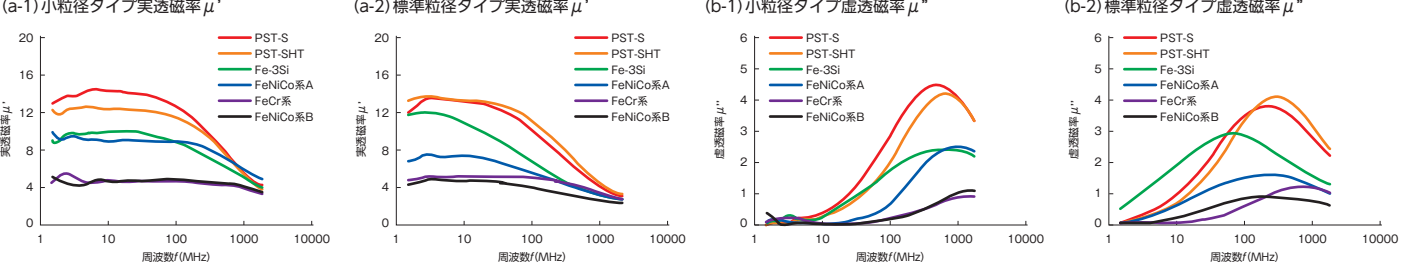 (a-1)小粒径タイプ実透磁率μ'
20
16
12
8
4
0
実透磁率μ'
1
10
100
1000
10000
周波数f(MHz)
PST-S
PST-SHT
Fe-3Si
FeNiCo系A
FeCr系
FeNiCo系B
(a-2)標準粒径タイプ実透磁率μ'
20
16
12
8
4
0
実透磁率μ'
1
10
100
1000
10000
周波数f(MHz)
PST-S
PST-SHT
Fe-3Si
FeNiCo系A
FeCr系
FeNiCo系B
(b-1)小粒径タイプ虚透磁率μ"
6
5
4
3
2
1
0
虚透磁率μ"
1
10
100
1000
10000
周波数f(MHz)
PST-S
PST-SHT
Fe-3Si
FeNiCo系A
FeCr系
FeNiCo系B
(b-2)標準粒径タイプ虚透磁率μ"
6
5
4
3
2
1
0
虚透磁率μ"
1
10
100
1000
10000
周波数f(MHz)
PST-S
PST-SHT
Fe-3Si
FeNiCo系A
FeCr系
FeNiCo系B